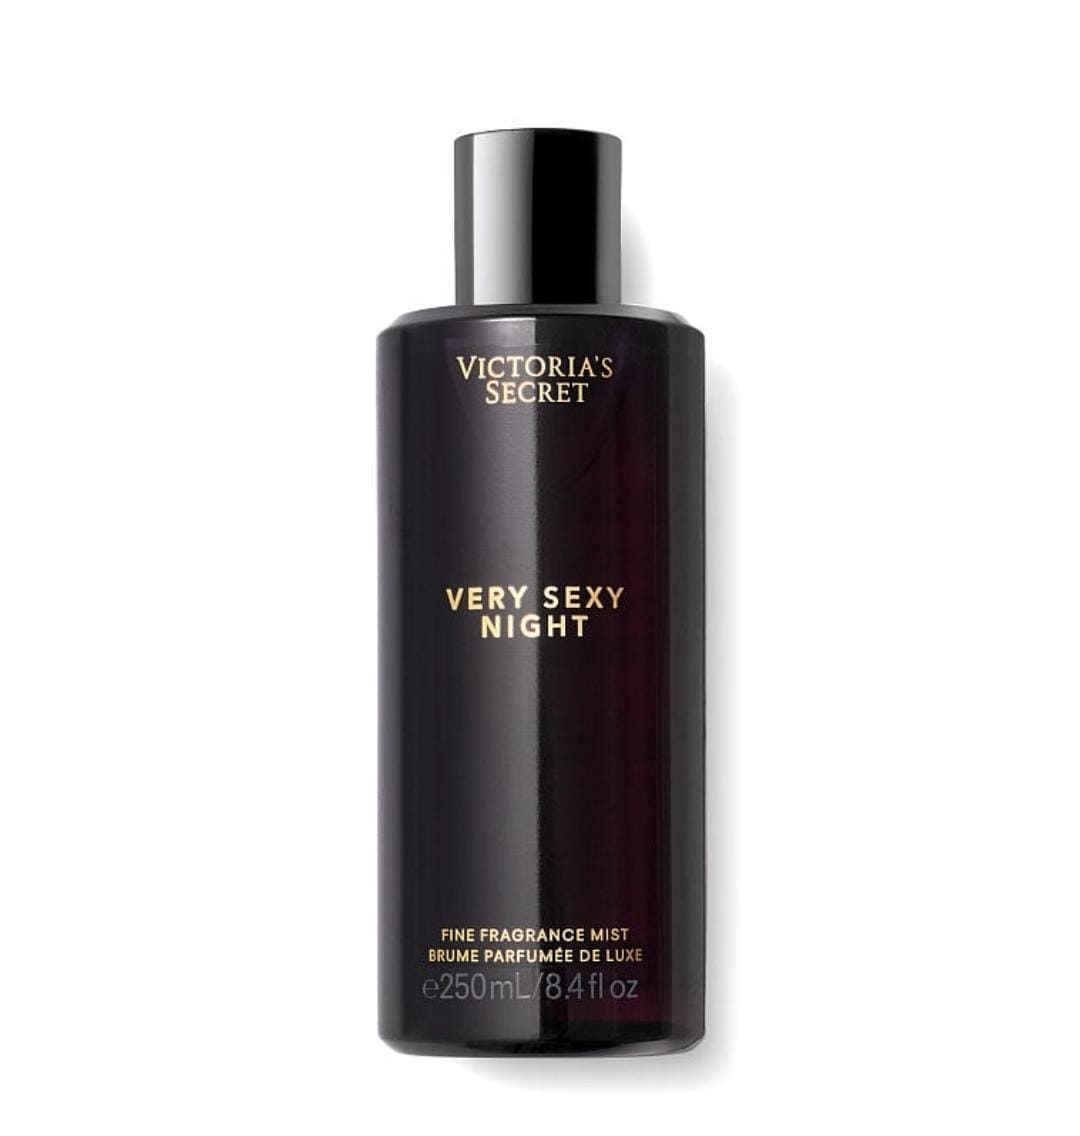 VICTORIA'S
SECRET
VERY SEXY
NIGHT
FINE FRAGRANCE MIST
BRUME PARFUMÉE DE LUXE
℮250mL/8.4 fl oz